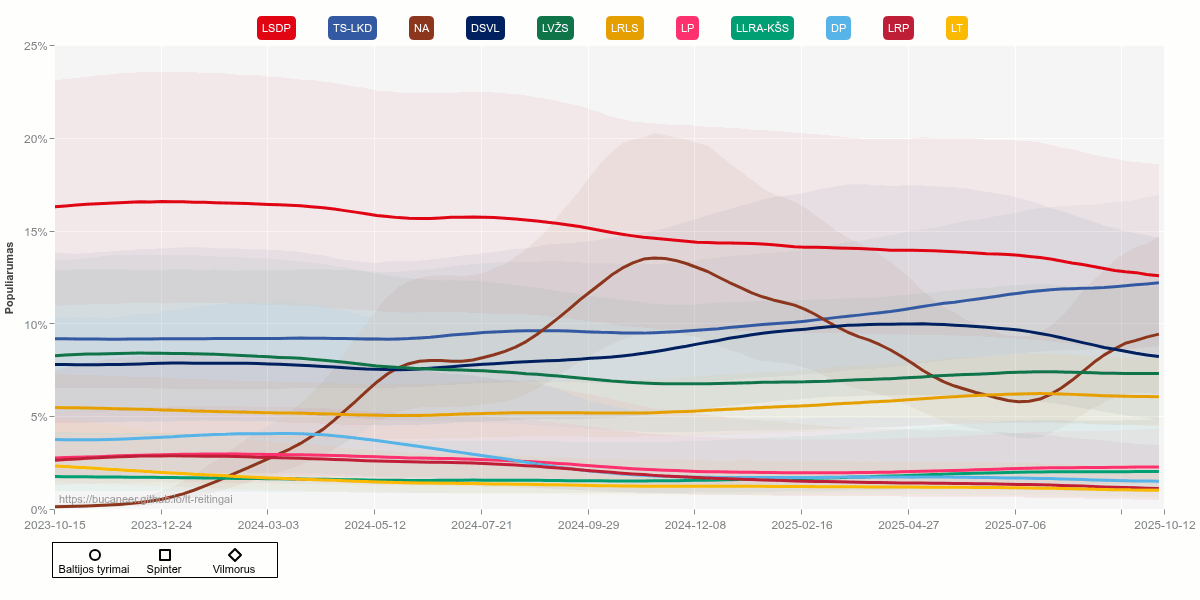 LSDP TS-LKD NA DSVL LVŽS LRLS LP LLRA-KŠS DP LRP LT
25%
20%
15%
10%
5%
0%
Populiarumas
https://bucaneer.github.io/lt-reitingai
2023-10-15 2023-12-24 2024-03-03 2024-05-12 2024-07-21 2024-09-29 2024-12-08 2025-02-16 2025-04-27 2025-07-06 2025-10-12
Baltijos tyrimai Spinter Vilmorus